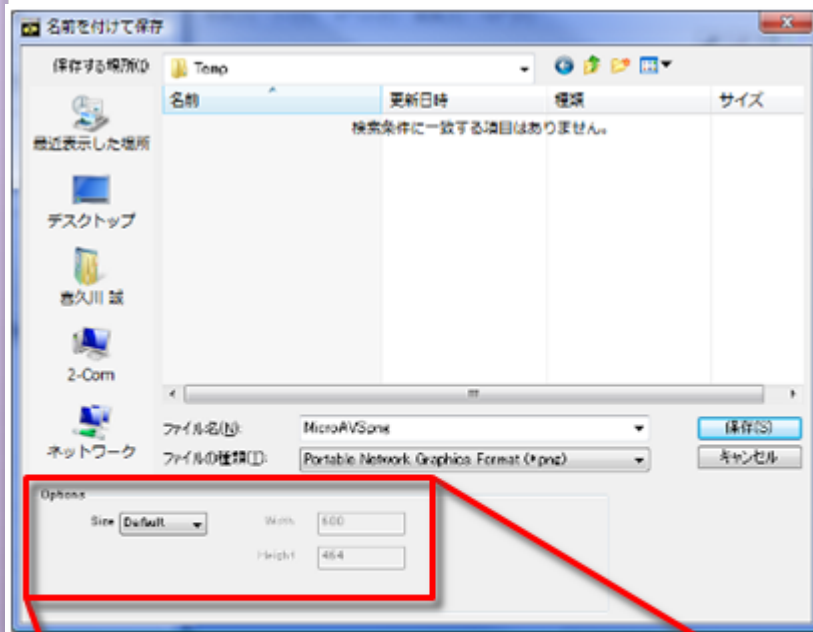 名前を付けて保存
保存する場所(I)
Temp
名前 更新日時 種類 サイズ
検索条件に一致する項目はありません。
最近表示した場所
デスクトップ
喜久川 誠
2-Com
ネットワーク
ファイル名(N): MicroAVS.png 保存(S)
ファイルの種類(T): Portable Network Graphics Format (*.png) キャンセル
Options
Size Default Width 600
Height 464